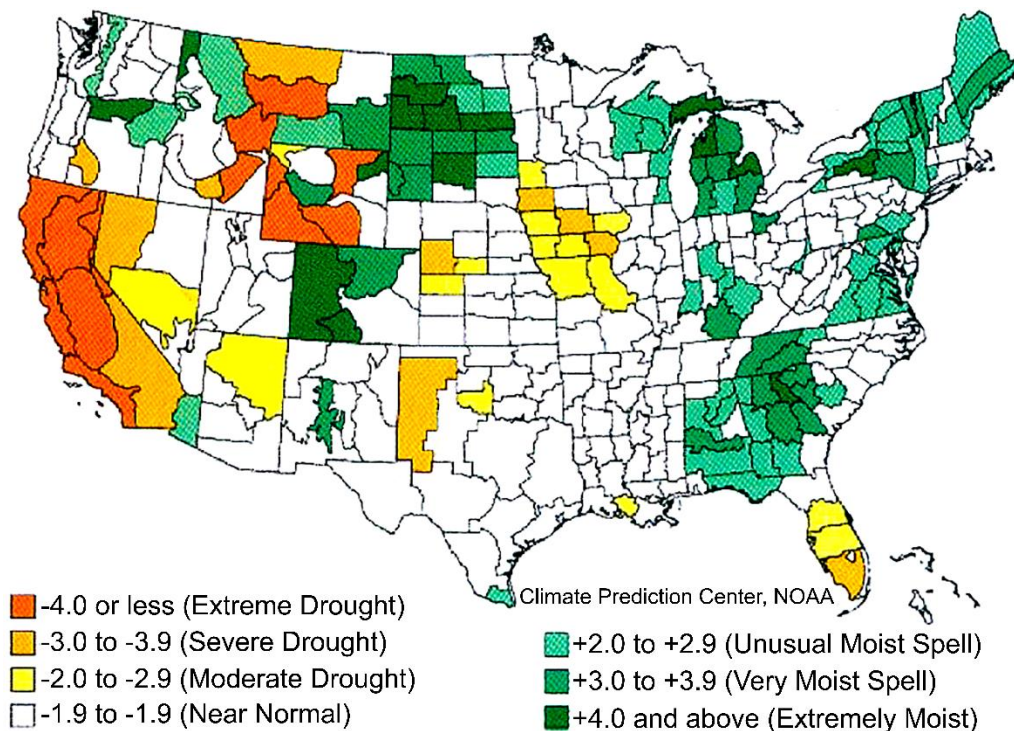 Climate Prediction Center, NOAA
-4.0 or less (Extreme Drought)
-3.0 to -3.9 (Severe Drought)
-2.0 to -2.9 (Moderate Drought)
-1.9 to -1.9 (Near Normal)
+2.0 to +2.9 (Unusual Moist Spell)
+3.0 to +3.9 (Very Moist Spell)
+4.0 and above (Extremely Moist)